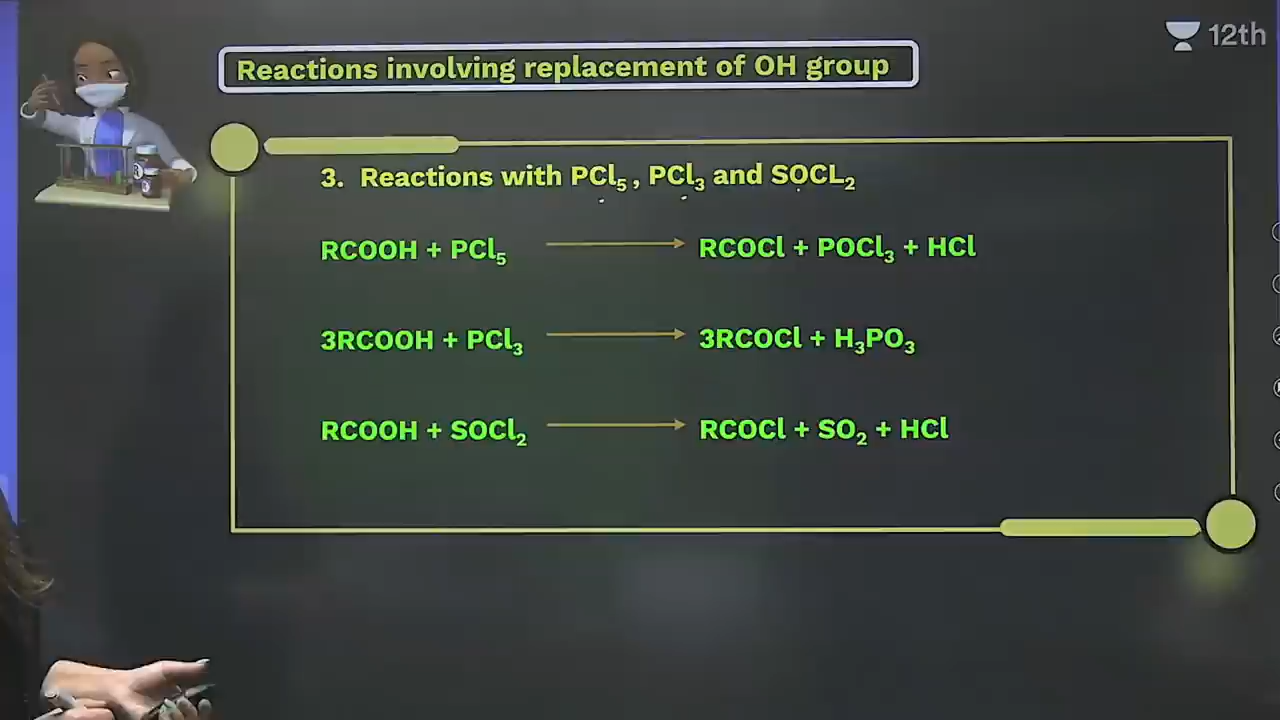 12th
Reactions involving replacement of OH group
3. Reactions with PCl₅ , PCl₃ and SOCL₂
RCOOH + PCl₅ → RCOCl + POCl₃ + HCl
3RCOOH + PCl₃ → 3RCOCl + H₃PO₃
RCOOH + SOCl₂ → RCOCl + SO₂ + HCl